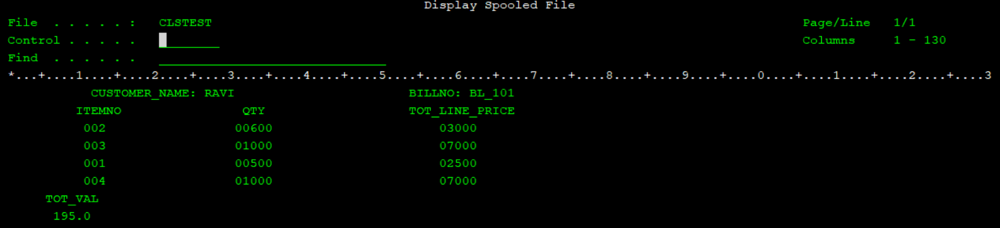 Display Spooled File
File . . . . . : CLSTEST Page/Line 1/1
Control . . . . . Columns 1 - 130
Find . . . . . .
*...+....1....+....2....+....3....+....4....+....5....+....6....+....7....+....8....+....9....+....0....+....1....+....2....+....3
CUSTOMER_NAME: RAVI BILLNO: BL_101
ITEMNO QTY TOT_LINE_PRICE
002 00600 03000
003 01000 07000
001 00500 02500
004 01000 07000
TOT_VAL
195.0